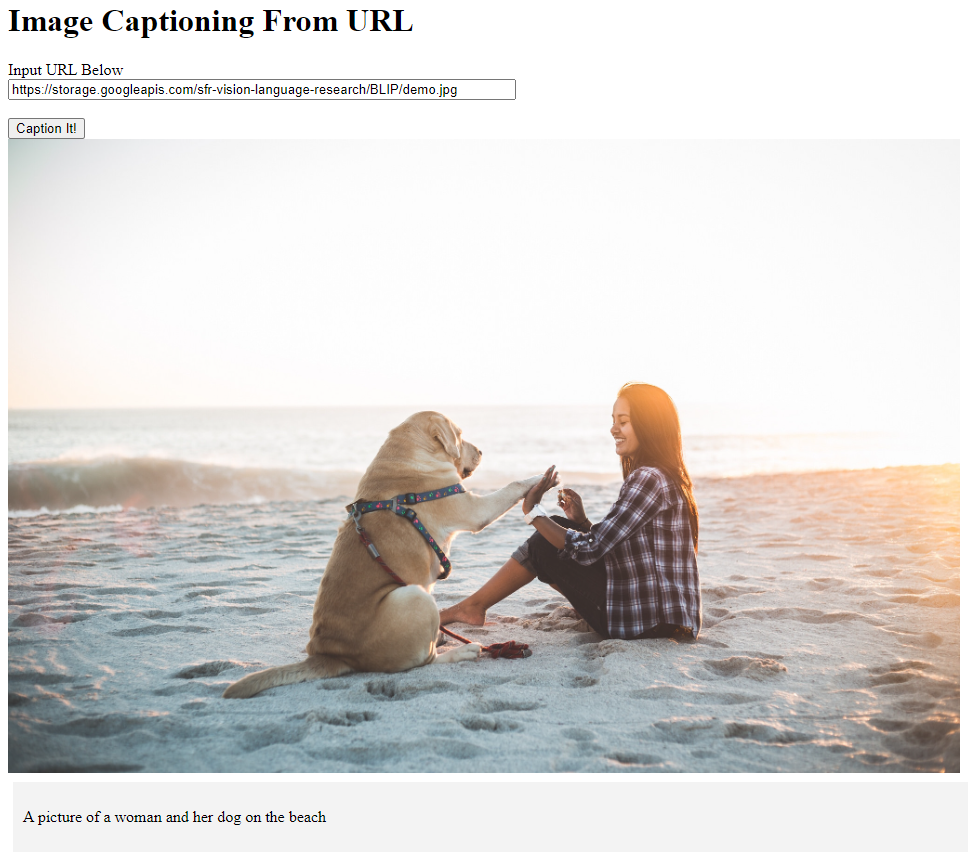 Image Captioning From URL
Input URL Below
https://storage.googleapis.com/sfr-vision-language-research/BLIP/demo.jpg
Caption It!
A picture of a woman and her dog on the beach